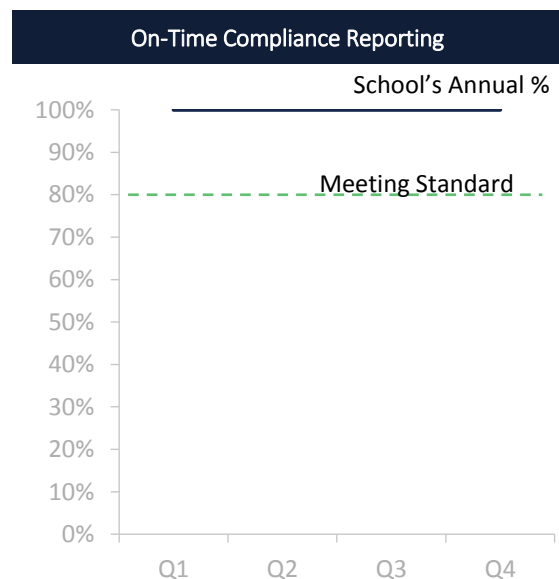 On-Time Compliance Reporting
School’s Annual %
100%
90%
Meeting Standard
80%
70%
60%
50%
40%
30%
20%
10%
0%
Q1 Q2 Q3 Q4